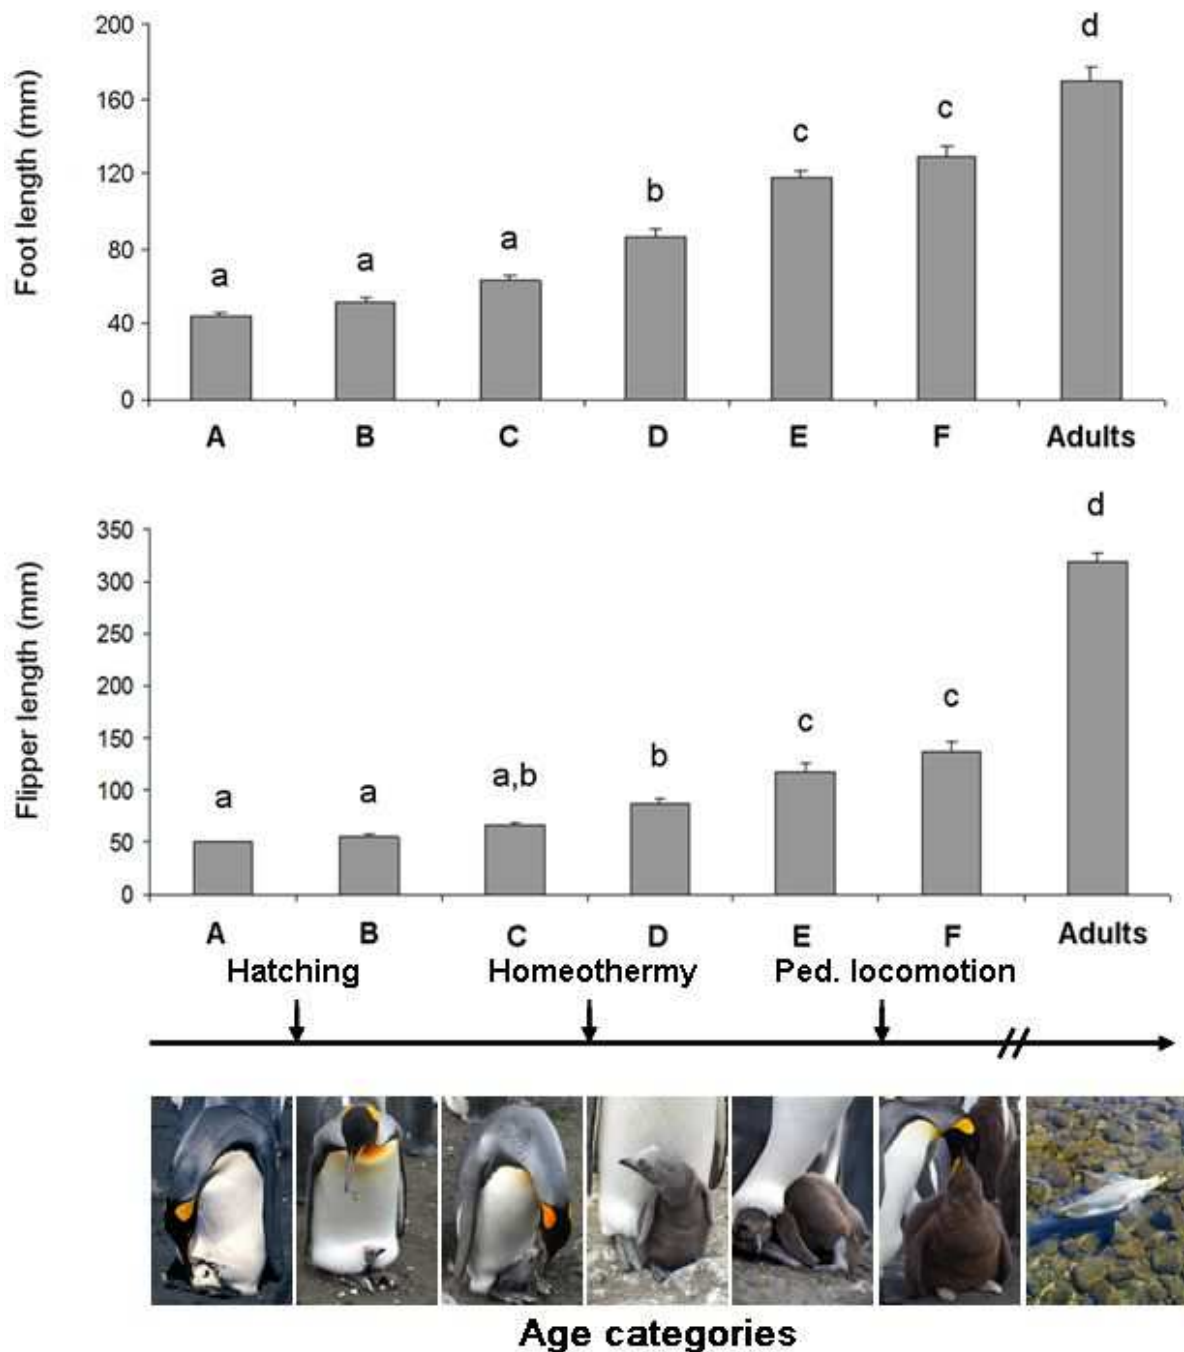 Foot length (mm)
200
160
120
80
40
0
a
a
a
b
c
c
d
A B C D E F Adults
Flipper length (mm)
350
300
250
200
150
100
50
0
a
a
a,b
b
c
c
d
A B C D E F Adults
Hatching Homeothermy Ped. locomotion
Age categories